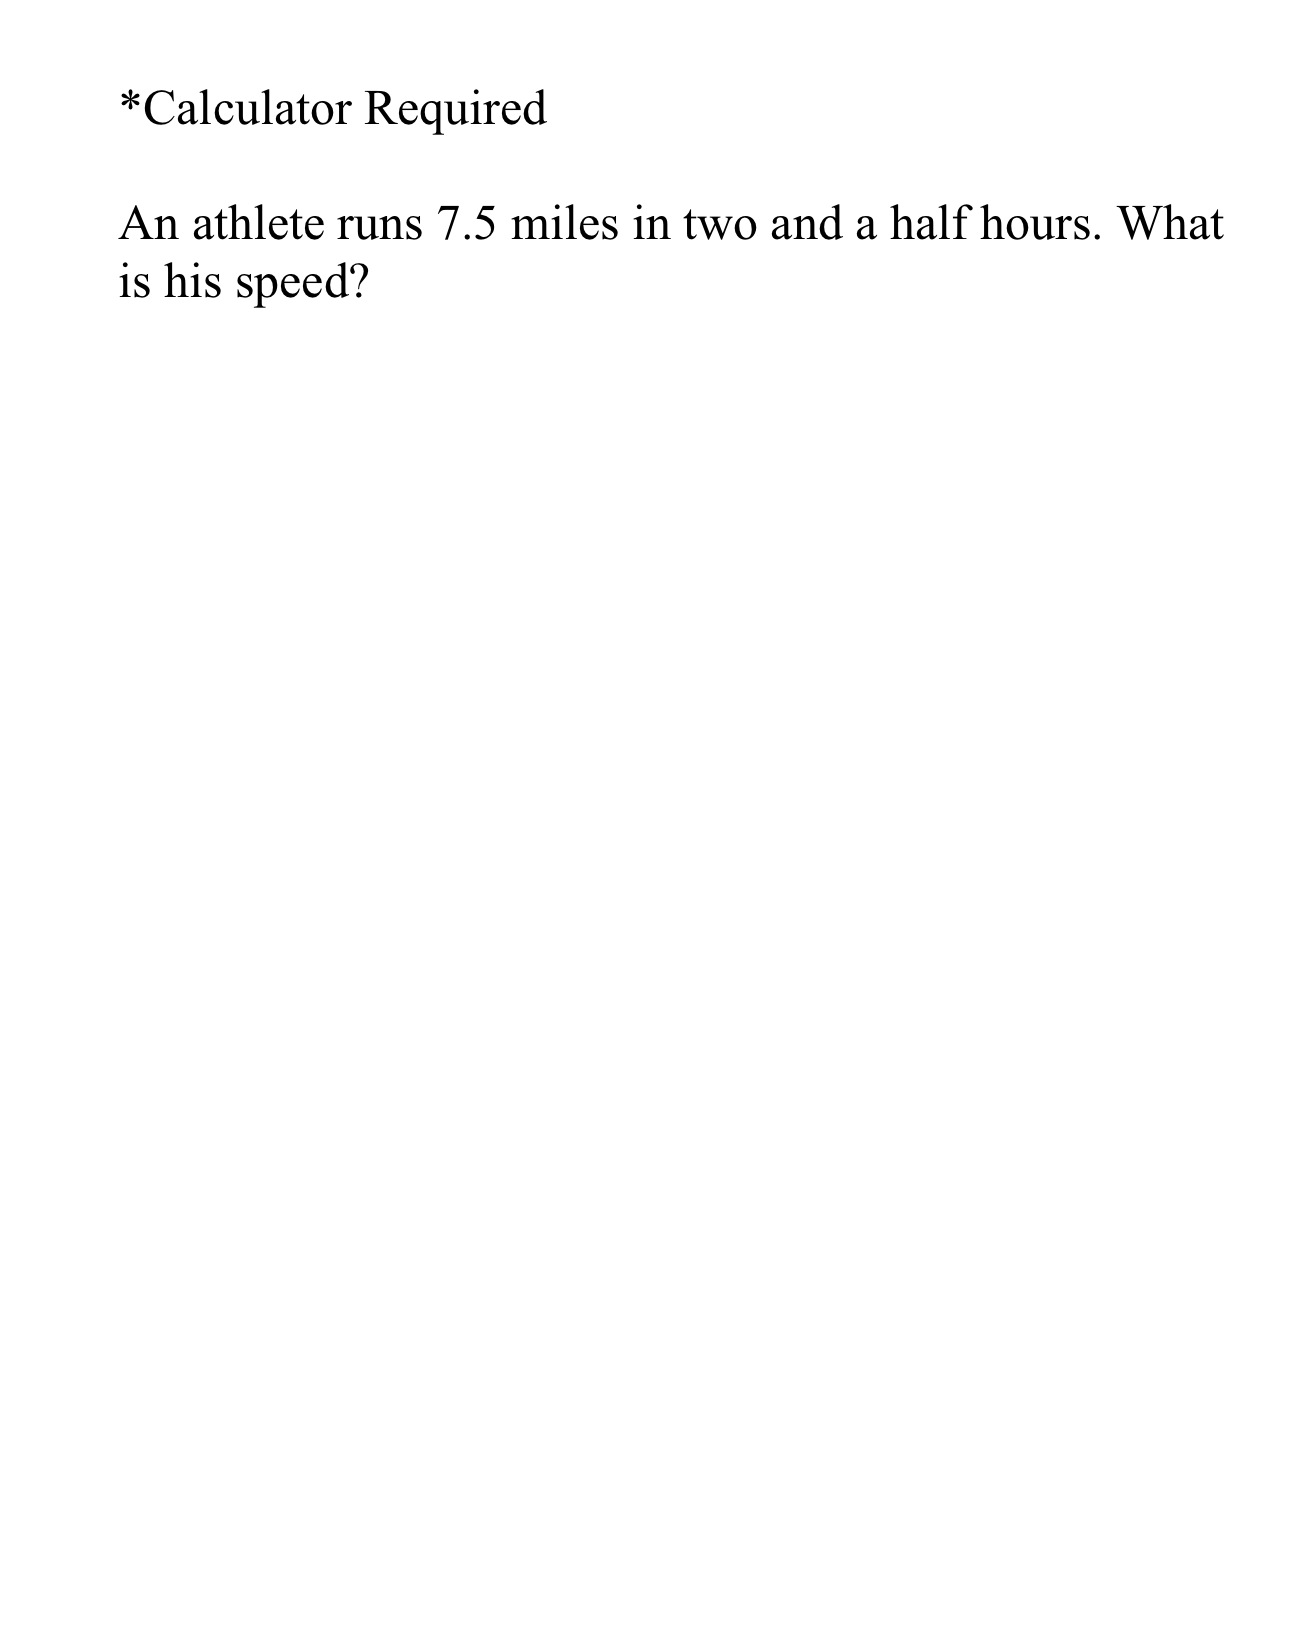 *Calculator Required
An athlete runs 7.5 miles in two and a half hours. What
is his speed?